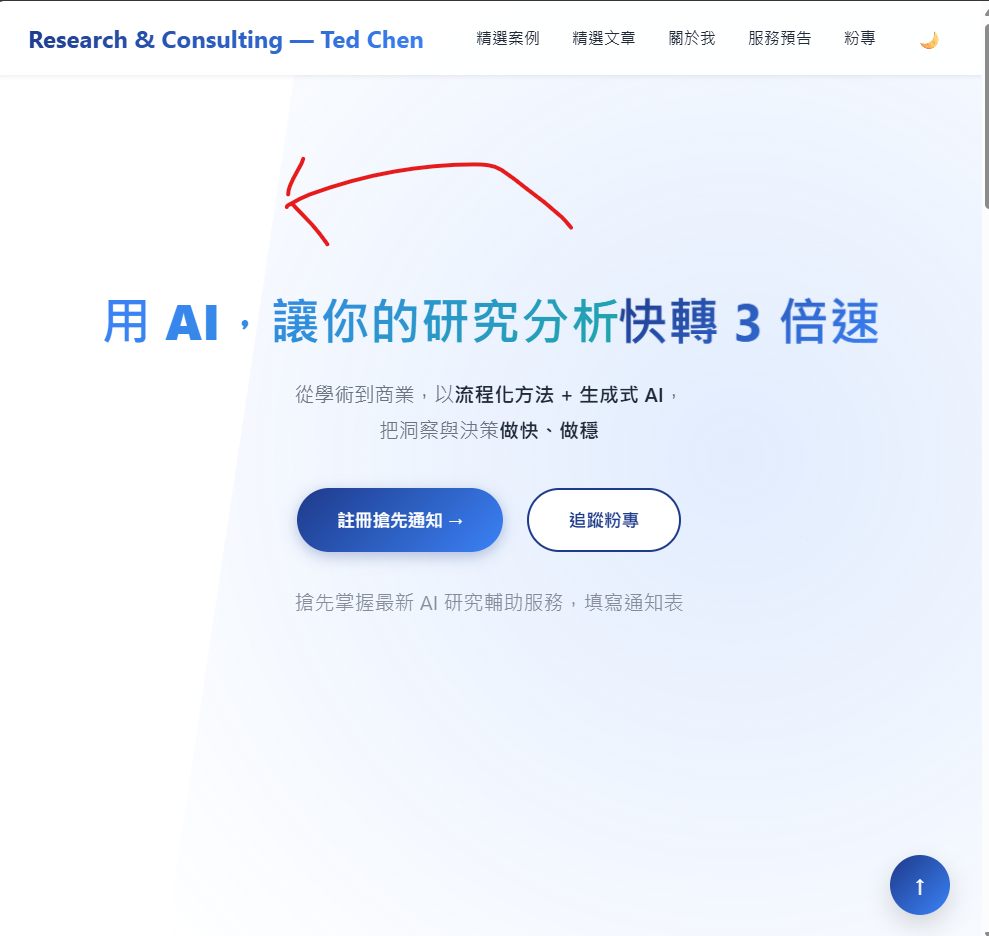 Research & Consulting — Ted Chen
精選案例 精選文章 關於我 服務預告 粉專
用 AI，讓你的研究分析快轉 3 倍速
從學術到商業，以流程化方法 + 生成式 AI，
把洞察與決策做快、做穩
註冊搶先通知 →
追蹤粉專
搶先掌握最新 AI 研究輔助服務，填寫通知表
↑